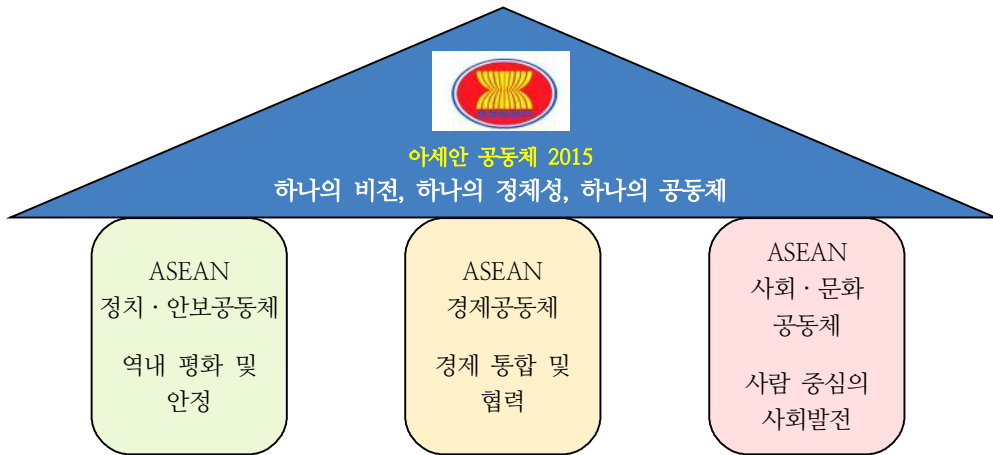 아세안 공동체 2015
하나의 비전, 하나의 정체성, 하나의 공동체
ASEAN
정치 · 안보공동체
역내 평화 및
안정
ASEAN
경제공동체
경제 통합 및
협력
ASEAN
사회 · 문화
공동체
사람 중심의
사회발전